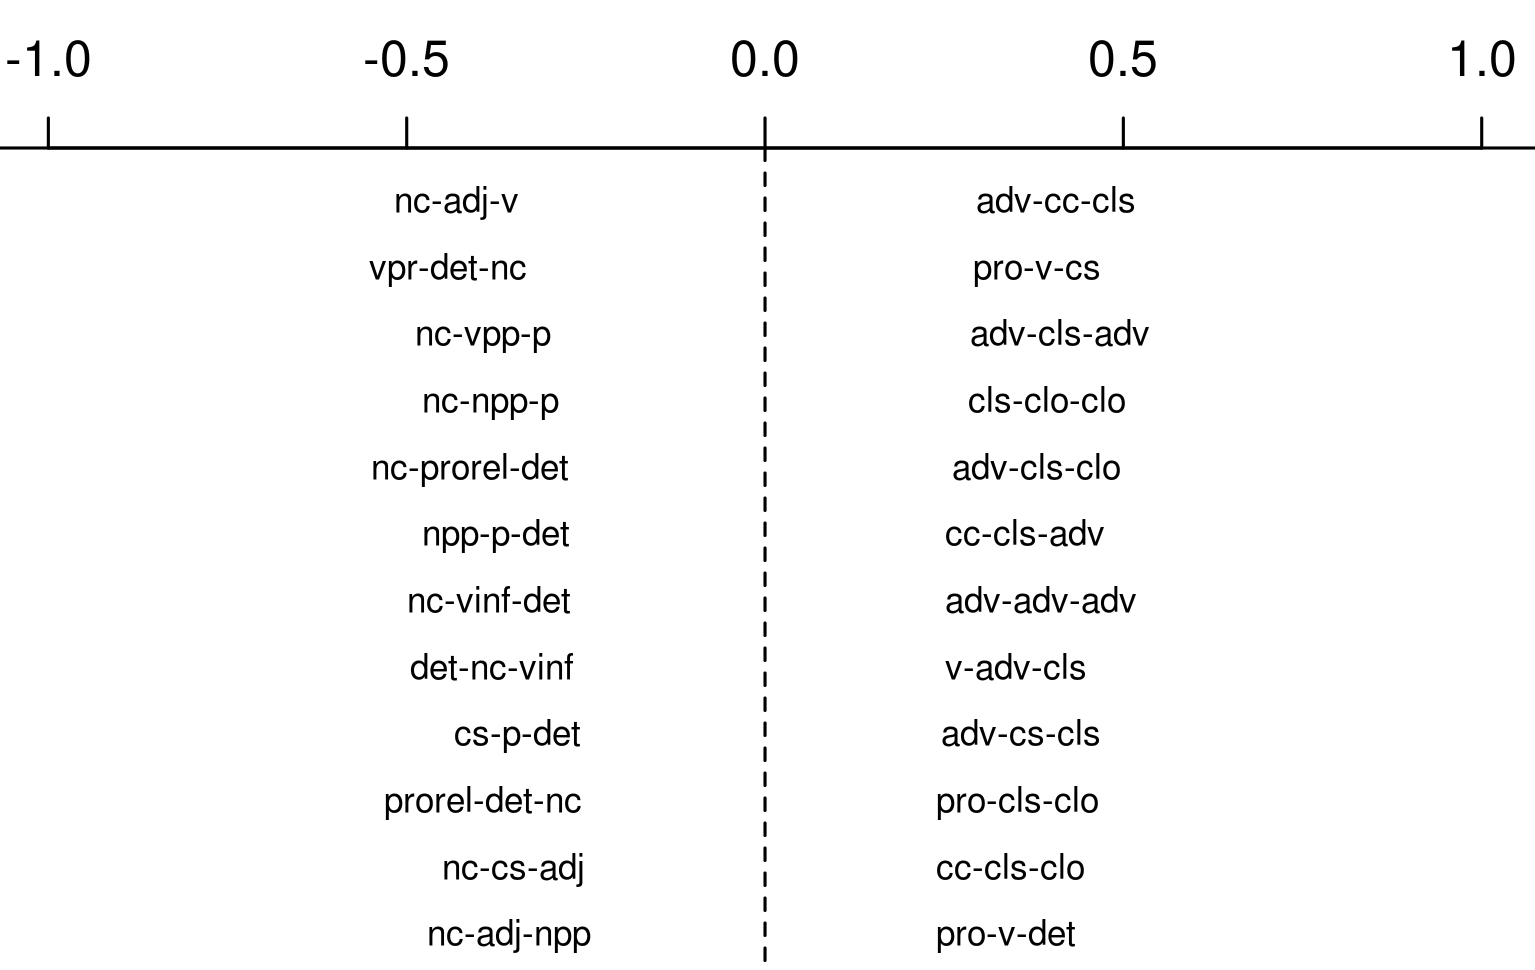 -1.0 -0.5 0.0 0.5 1.0
nc-adj-v adv-cc-cls
vpr-det-nc pro-v-cs
nc-vpp-p adv-cls-adv
nc-npp-p cls-clo-clo
nc-prorel-det adv-cls-clo
npp-p-det cc-cls-adv
nc-vinf-det adv-adv-adv
det-nc-vinf v-adv-cls
cs-p-det adv-cs-cls
prorel-det-nc pro-cls-clo
nc-cs-adj cc-cls-clo
nc-adj-npp pro-v-det